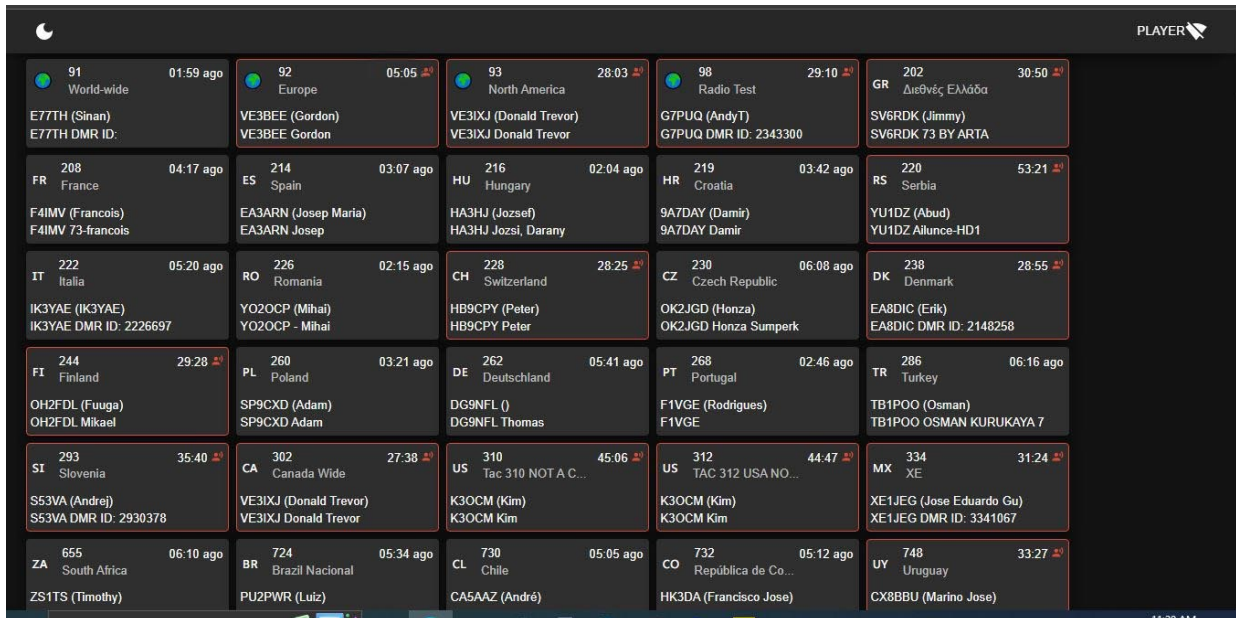 PLAYER
91 01:59 ago
World-wide
E77TH (Sinan)
E77TH DMR ID:
92 05:05
Europe
VE3BEE (Gordon)
VE3BEE Gordon
93 28:03
North America
VE3IXJ (Donald Trevor)
VE3IXJ Donald Trevor
98 29:10
Radio Test
G7PUQ (AndyT)
G7PUQ DMR ID: 2343300
GR 202 30:50
Διεθνές Ελλάδα
SV6RDK (Jimmy)
SV6RDK 73 BY ARTA
FR 208 04:17 ago
France
F4IMV (Francois)
F4IMV 73-francois
ES 214 03:07 ago
Spain
EA3ARN (Josep Maria)
EA3ARN Josep
HU 216 02:04 ago
Hungary
HA3HJ (Jozsef)
HA3HJ Jozsi, Darany
HR 219 03:42 ago
Croatia
9A7DAY (Damir)
9A7DAY Damir
RS 220 53:21
Serbia
YU1DZ (Abud)
YU1DZ Ailunce-HD1
IT 222 05:20 ago
Italia
IK3YAE (IK3YAE)
IK3YAE DMR ID: 2226697
RO 226 02:15 ago
Romania
YO2OCP (Mihai)
YO2OCP - Mihai
CH 228 28:25
Switzerland
HB9CPY (Peter)
HB9CPY Peter
CZ 230 06:08 ago
Czech Republic
OK2JGD (Honza)
OK2JGD Honza Sumperk
DK 238 28:55
Denmark
EA8DIC (Erik)
EA8DIC DMR ID: 2148258
FI 244 29:28
Finland
OH2FDL (Fuuga)
OH2FDL Mikael
PL 260 03:21 ago
Poland
SP9CXD (Adam)
SP9CXD Adam
DE 262 05:41 ago
Deutschland
DG9NFL ()
DG9NFL Thomas
PT 268 02:46 ago
Portugal
F1VGE (Rodrigues)
F1VGE
TR 286 06:16 ago
Turkey
TB1POO (Osman)
TB1POO OSMAN KURUKAYA 7
SI 293 35:40
Slovenia
S53VA (Andrej)
S53VA DMR ID: 2930378
CA 302 27:38
Canada Wide
VE3IXJ (Donald Trevor)
VE3IXJ Donald Trevor
US 310 45:06
Tac 310 NOT A C...
K3OCM (Kim)
K3OCM Kim
US 312 44:47
TAC 312 USA NO...
K3OCM (Kim)
K3OCM Kim
MX 334 31:24
XE
XE1JEG (Jose Eduardo Gu)
XE1JEG DMR ID: 3341067
ZA 655 06:10 ago
South Africa
ZS1TS (Timothy)
BR 724 05:34 ago
Brazil Nacional
PU2PWR (Luiz)
CL 730 05:05 ago
Chile
CA5AAZ (André)
CO 732 05:12 ago
República de Co...
HK3DA (Francisco Jose)
UY 748 33:27
Uruguay
CX8BBU (Marino Jose)